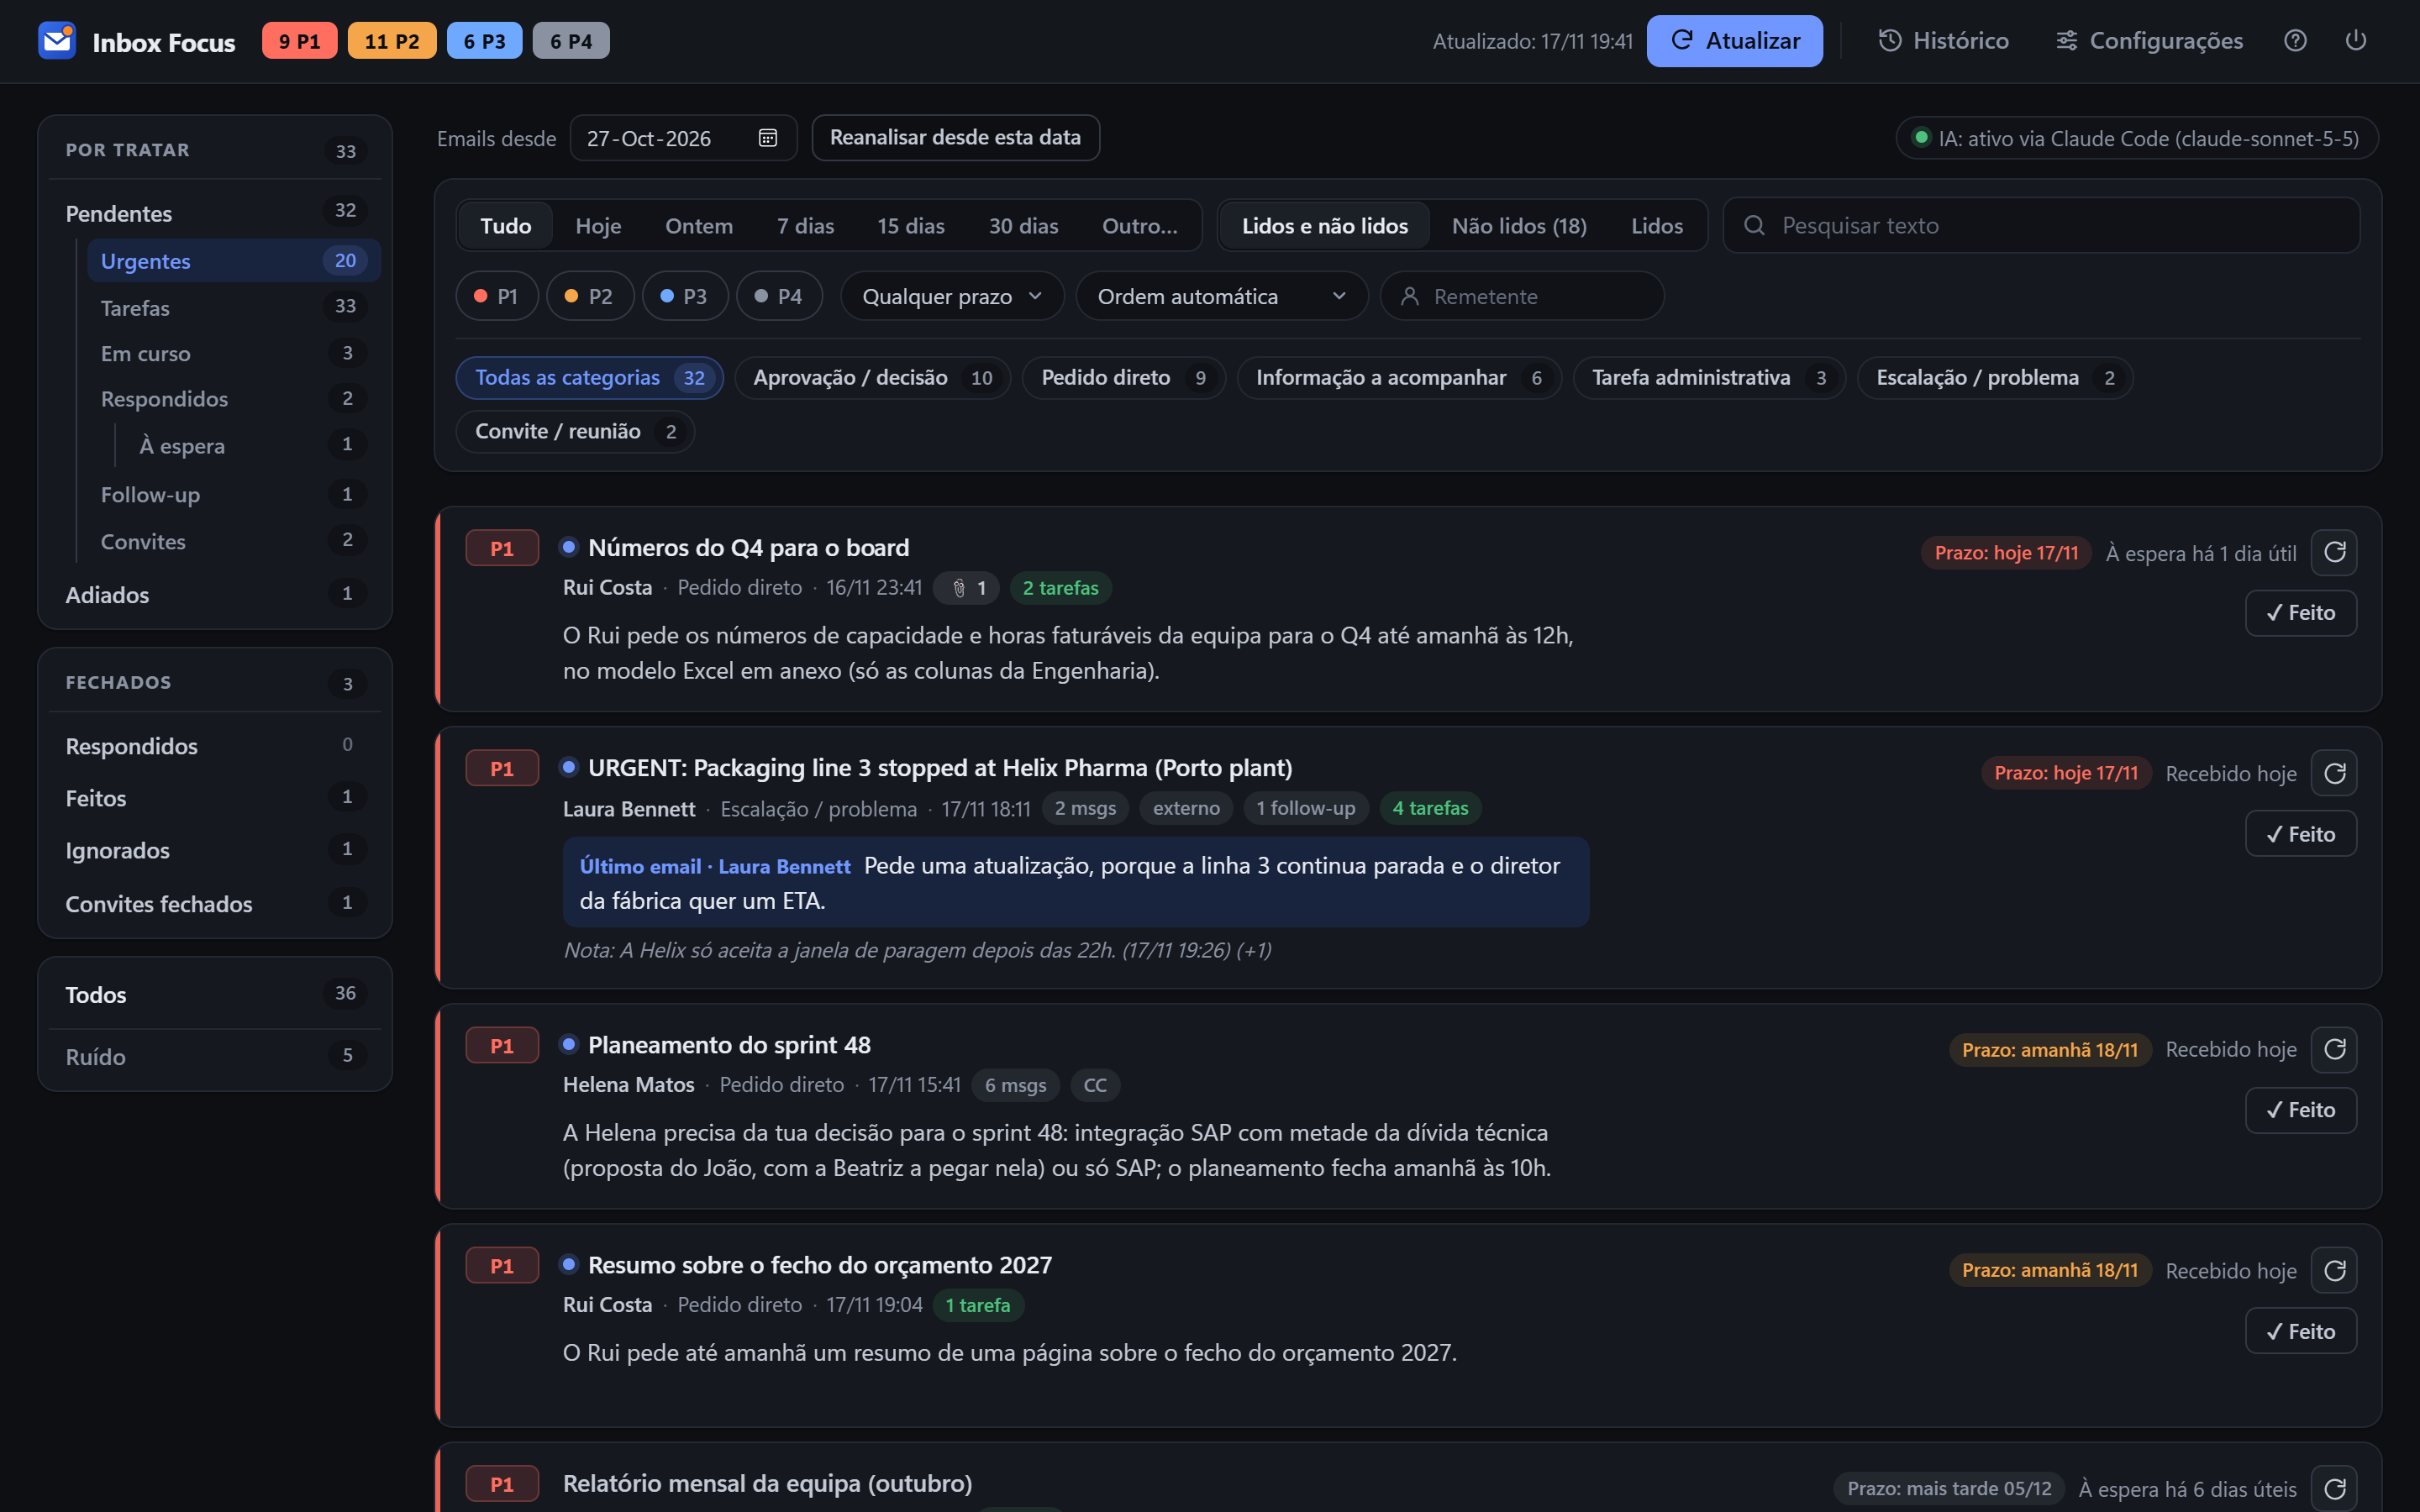 Inbox Focus
9 P1
11 P2
6 P3
6 P4
Atualizado: 17/11 19:41
Atualizar
Histórico
Configurações
POR TRATAR 33
Pendentes 32
Urgentes 20
Tarefas 33
Em curso 3
Respondidos 2
À espera 1
Follow-up 1
Convites 2
Adiados 1
FECHADOS 3
Respondidos 0
Feitos 1
Ignorados 1
Convites fechados 1
Todos 36
Ruído 5
Emails desde 27-Oct-2026 Reanalisar desde esta data
IA: ativo via Claude Code (claude-sonnet-5-5)
Tudo Hoje Ontem 7 dias 15 dias 30 dias Outro...
Lidos e não lidos Não lidos (18) Lidos
Pesquisar texto
P1 P2 P3 P4 Qualquer prazo Ordem automática Remetente
Todas as categorias 32 Aprovação / decisão 10 Pedido direto 9 Informação a acompanhar 6 Tarefa administrativa 3 Escalação / problema 2
Convite / reunião 2
P1 Números do Q4 para o board
Prazo: hoje 17/11 À espera há 1 dia útil
Rui Costa · Pedido direto · 16/11 23:41 1 2 tarefas
✓ Feito
O Rui pede os números de capacidade e horas faturáveis da equipa para o Q4 até amanhã às 12h,
no modelo Excel em anexo (só as colunas da Engenharia).
P1 URGENT: Packaging line 3 stopped at Helix Pharma (Porto plant)
Prazo: hoje 17/11 Recebido hoje
Laura Bennett · Escalação / problema · 17/11 18:11 2 msgs externo 1 follow-up 4 tarefas
✓ Feito
Último email · Laura Bennett Pede uma atualização, porque a linha 3 continua parada e o diretor
da fábrica quer um ETA.
Nota: A Helix só aceita a janela de paragem depois das 22h. (17/11 19:26) (+1)
P1 Planeamento do sprint 48
Prazo: amanhã 18/11 Recebido hoje
Helena Matos · Pedido direto · 17/11 15:41 6 msgs CC
✓ Feito
A Helena precisa da tua decisão para o sprint 48: integração SAP com metade da dívida técnica
(proposta do João, com a Beatriz a pegar nela) ou só SAP; o planeamento fecha amanhã às 10h.
P1 Resumo sobre o fecho do orçamento 2027
Prazo: amanhã 18/11 Recebido hoje
Rui Costa · Pedido direto · 17/11 19:04 1 tarefa
✓ Feito
O Rui pede até amanhã um resumo de uma página sobre o fecho do orçamento 2027.
P1 Relatório mensal da equipa (outubro)
Prazo: mais tarde 05/12 À espera há 6 dias úteis